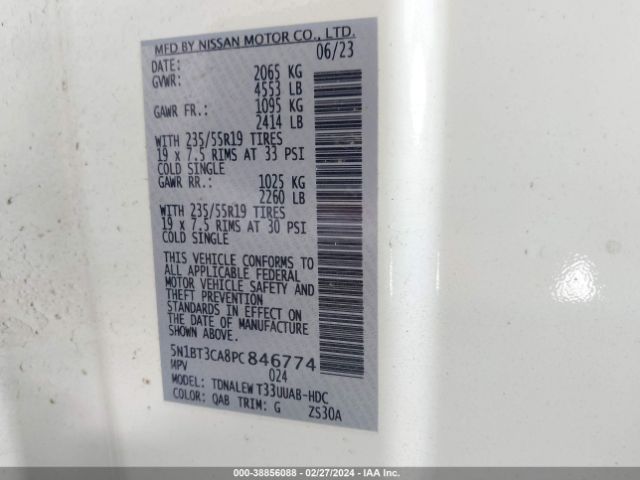 MFD BY NISSAN MOTOR CO., LTD.
DATE: 06/23
GVWR: 2065 KG
4553 LB
GAWR FR.: 1095 KG
2414 LB
WITH 235/55R19 TIRES
19 x 7.5 RIMS AT 33 PSI
COLD SINGLE
GAWR RR.: 1025 KG
2260 LB
WITH 235/55R19 TIRES
19 x 7.5 RIMS AT 30 PSI
COLD SINGLE
THIS VEHICLE CONFORMS TO
ALL APPLICABLE FEDERAL
MOTOR VEHICLE SAFETY AND
THEFT PREVENTION
STANDARDS IN EFFECT ON
THE DATE OF MANUFACTURE
SHOWN ABOVE.
5N1BT3CA8PC846774
MPV 024
MODEL: TDNALEW T33UUAB-HDC
COLOR: QAB TRIM: G ZS30A
000-38856088 - 02/27/2024 - IAA Inc.